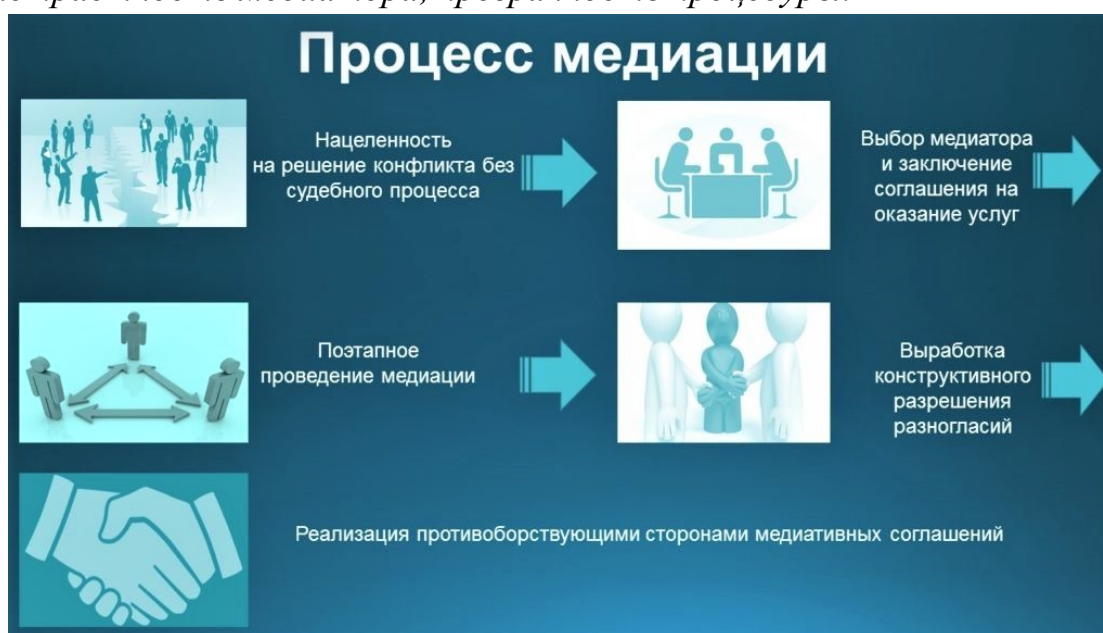 Процесс медиации
Нацеленность
на решение конфликта без
судебного процесса
Выбор медиатора
и заключение
соглашения на
оказание услуг
Поэтапное
проведение медиации
Выработка
конструктивного
разрешения
разногласий
Реализация противоборствующими сторонами медиативных соглашений